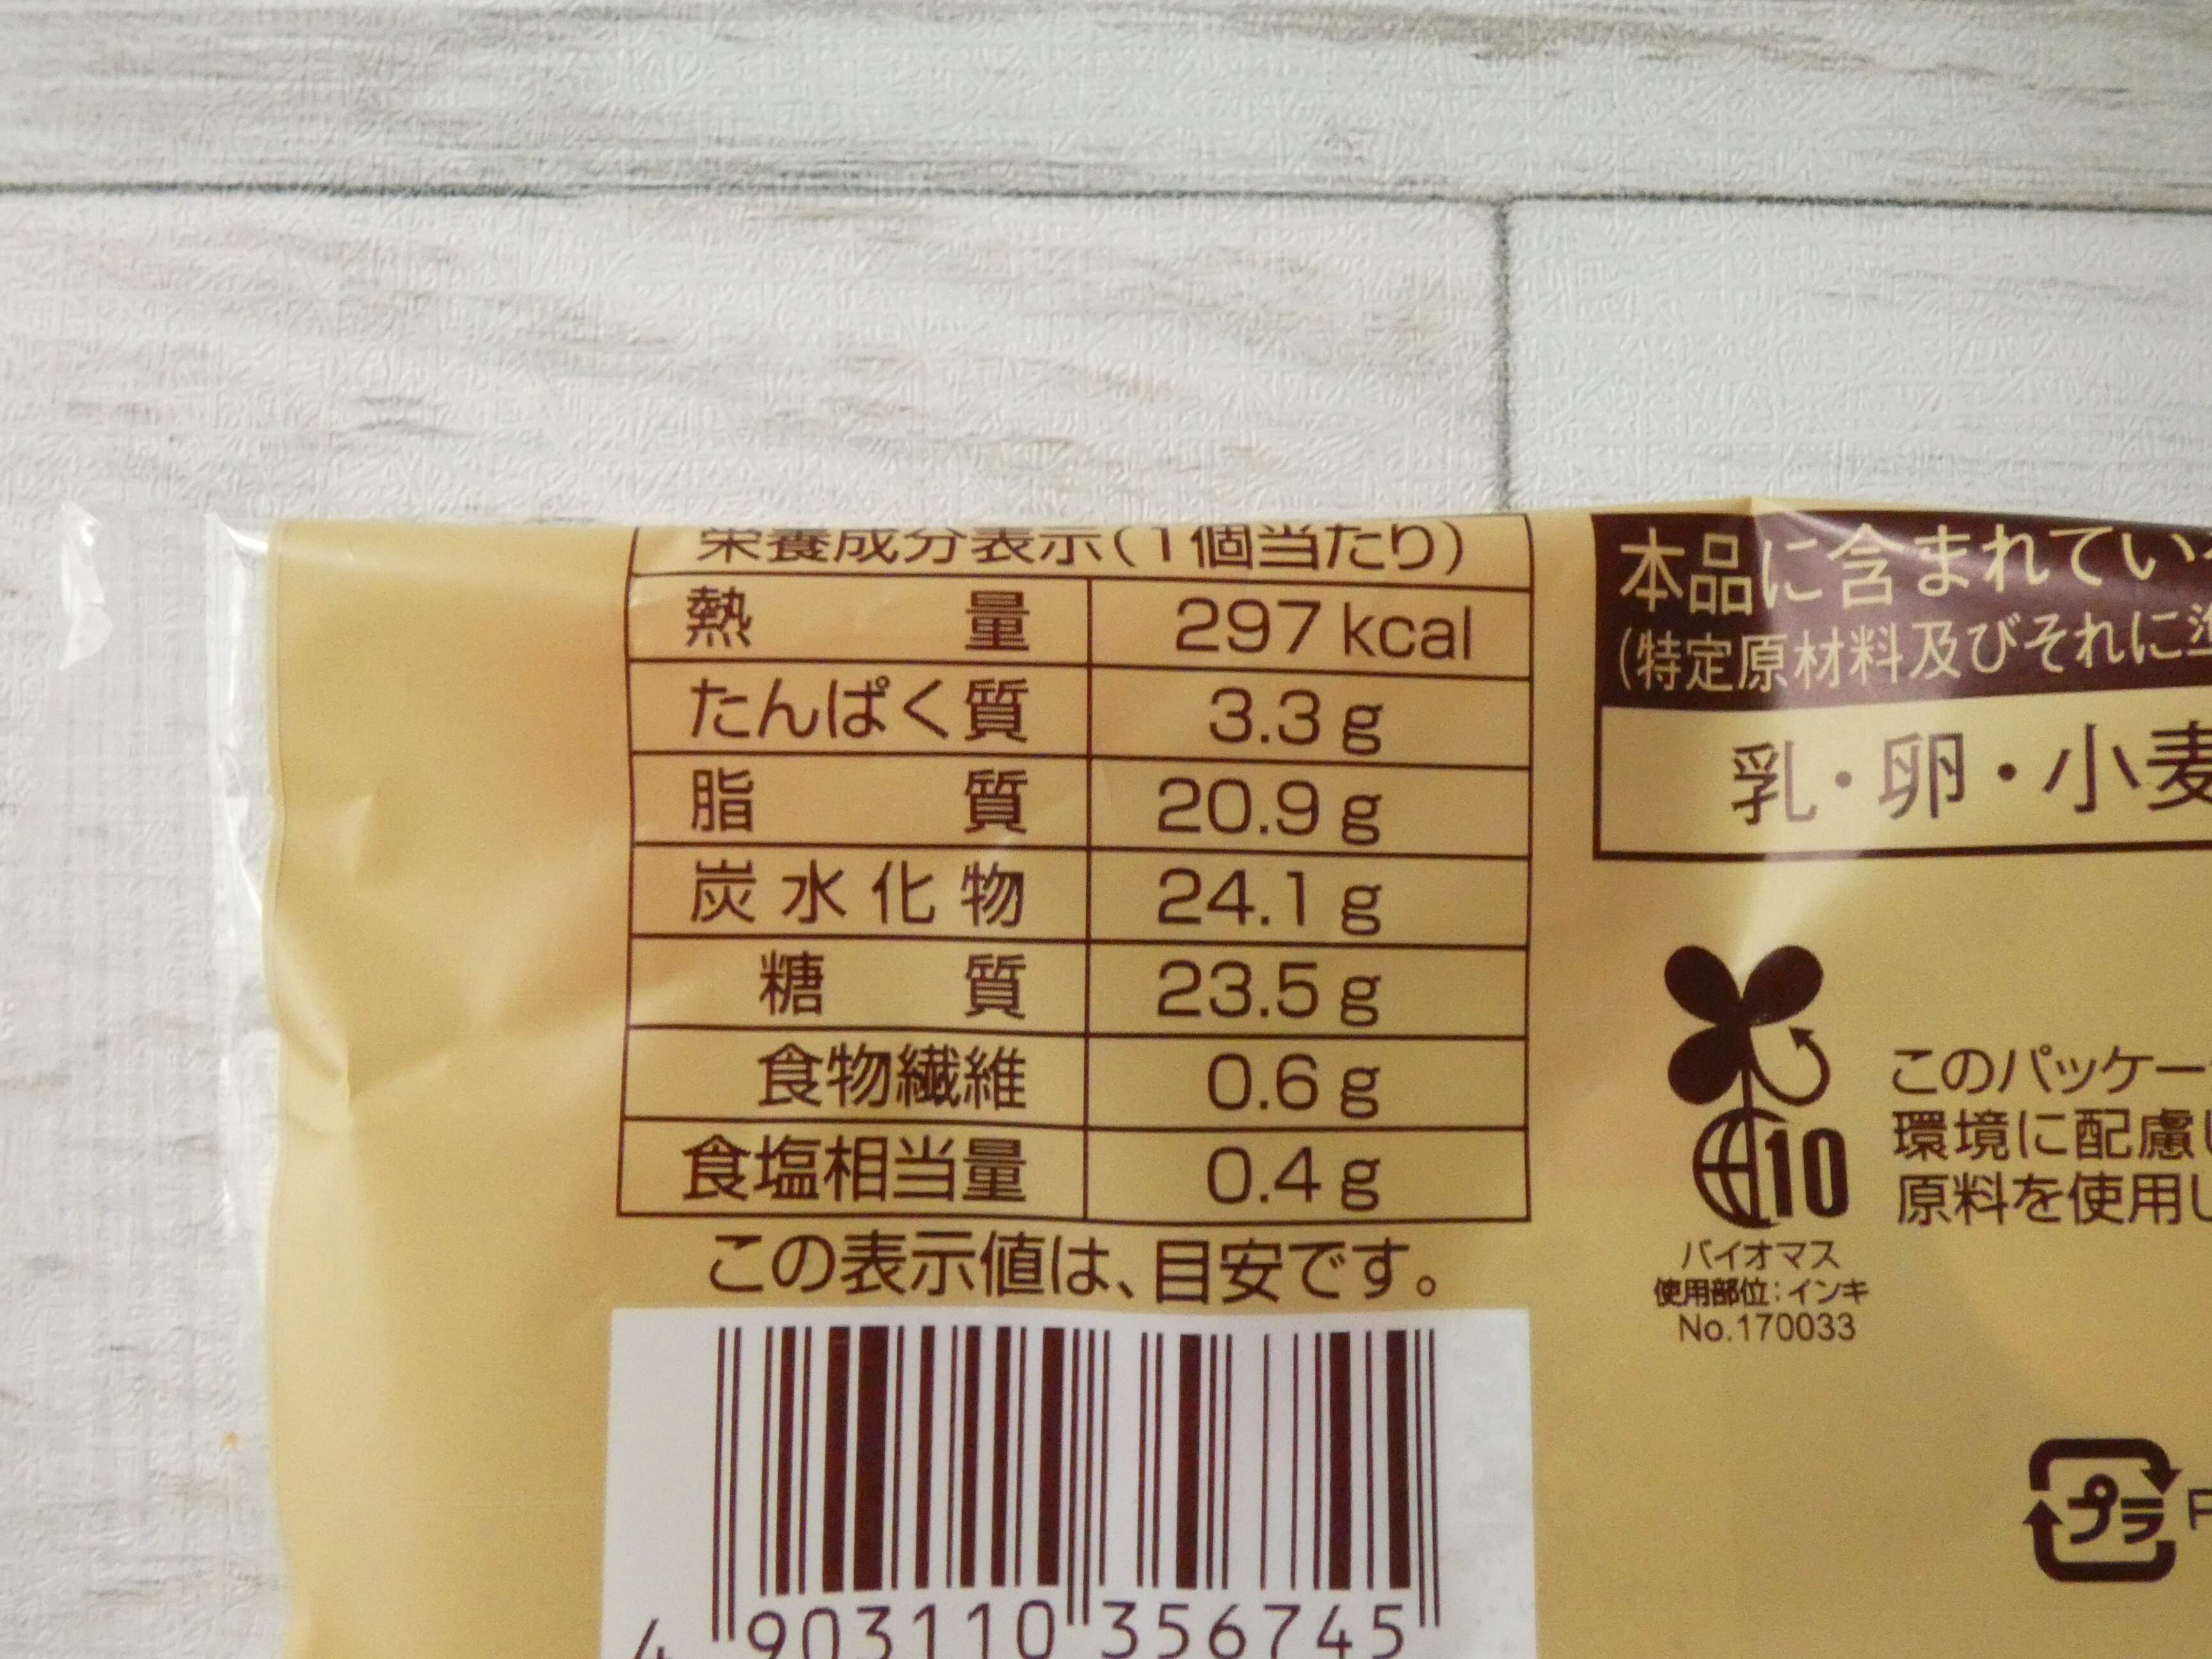 栄養成分表示(1個当たり)
熱量 297 kcal
たんぱく質 3.3 g
脂質 20.9 g
炭水化物 24.1 g
糖質 23.5 g
食物繊維 0.6 g
食塩相当量 0.4 g
この表示値は、目安です。
4 903110 356745
本品に含まれてい
(特定原材料及びそれに
乳・卵・小麦
10
バイオマス
使用部位:インキ
No.170033
このパッケー
環境に配慮し
原料を使用し
プラ